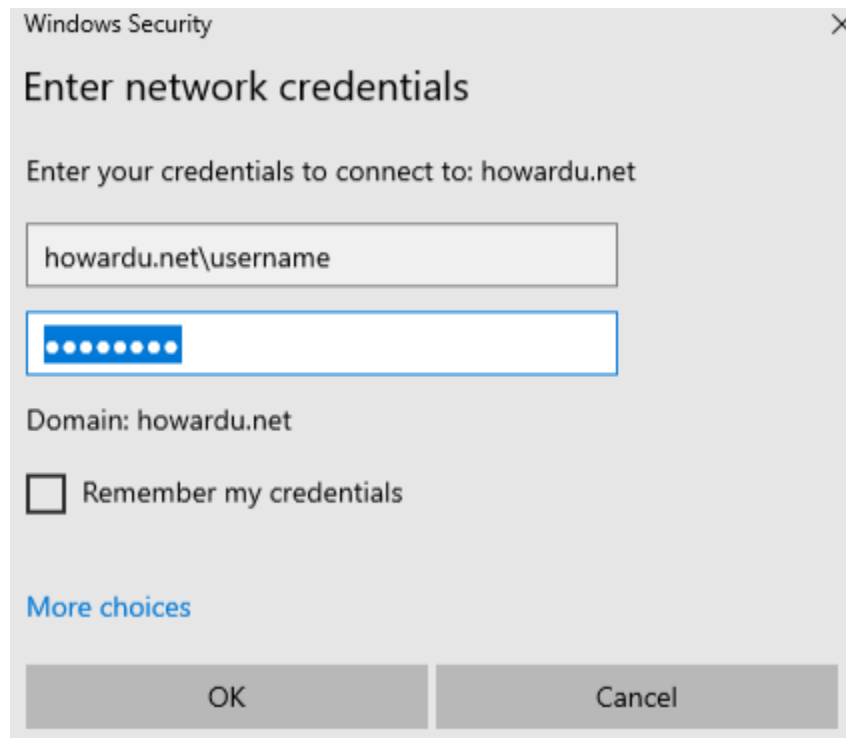 Windows Security
Enter network credentials
Enter your credentials to connect to: howardu.net
howardu.net\username
●●●●●●●●
Domain: howardu.net
Remember my credentials
More choices
OK
Cancel